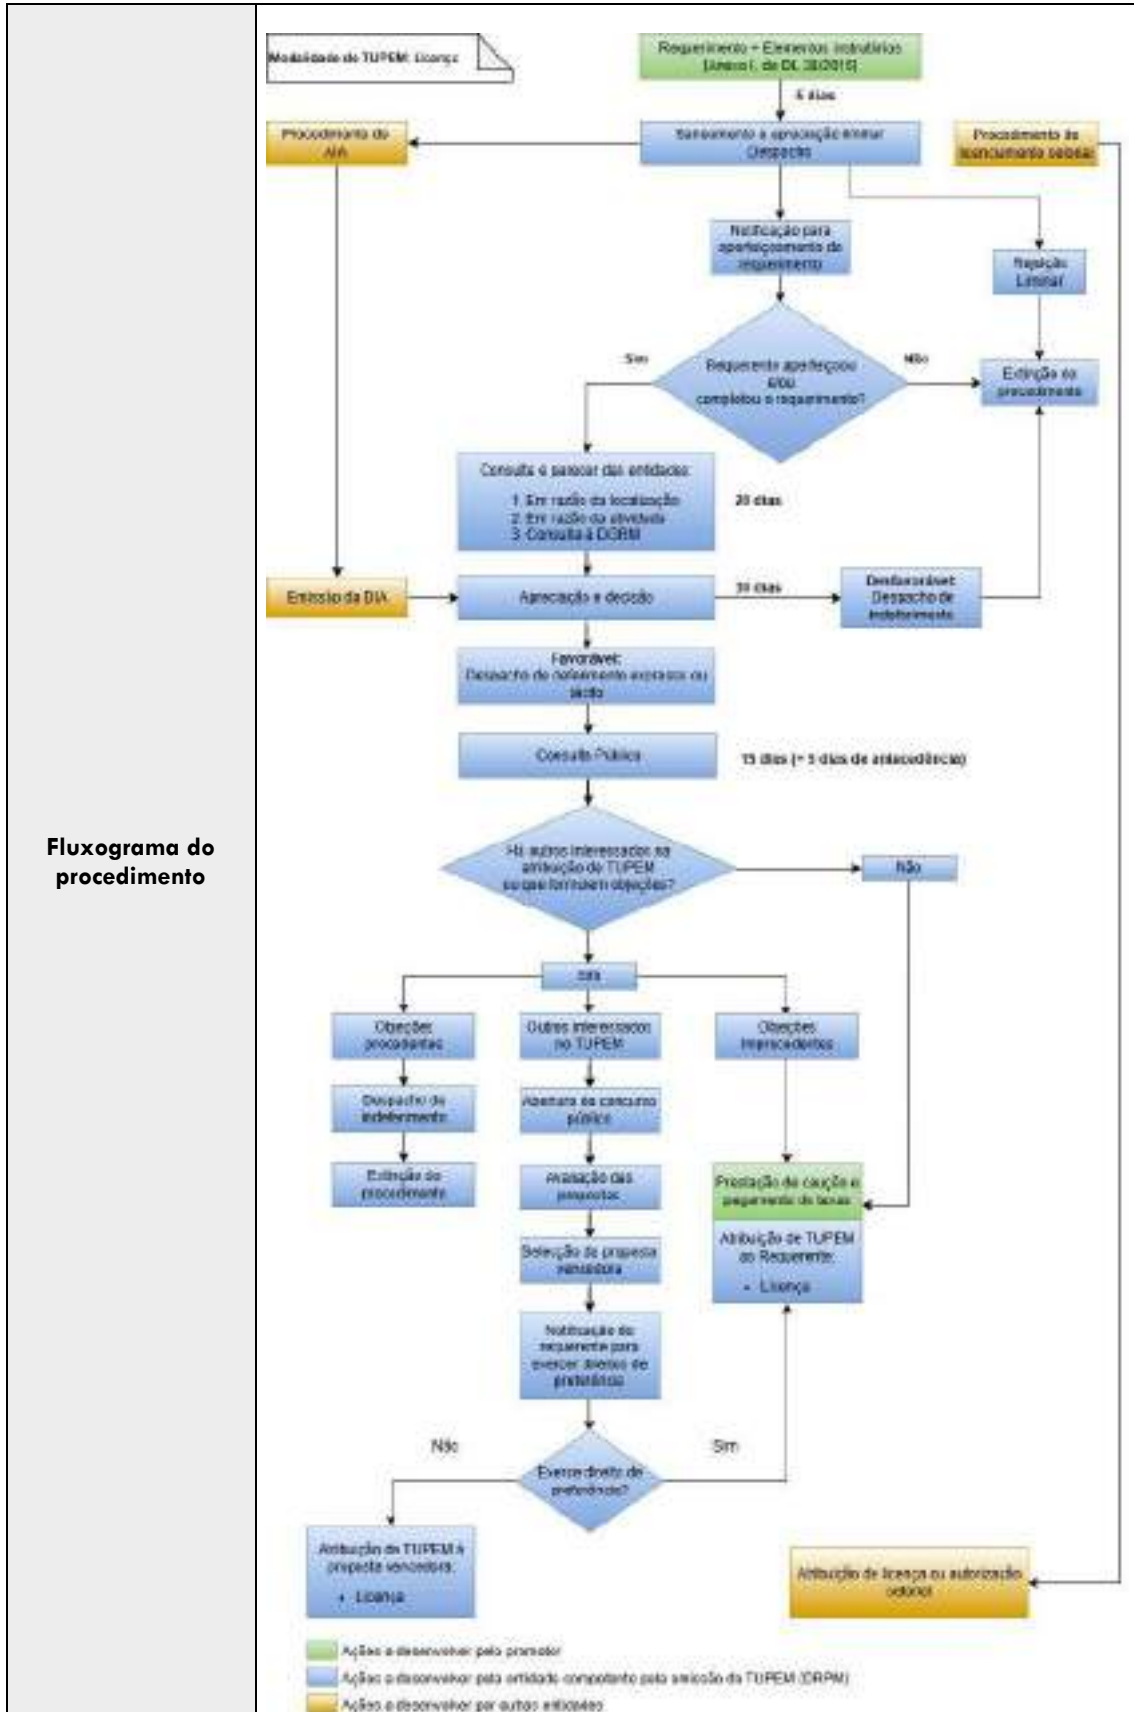 Fluxograma do
procedimento
Modalidade de TUPEM: Licença
Requerimento + Elementos instrutórios
(Anexo I, do DL 38/2015)
5 dias
Procedimento de
AIA
Saneamento e apreciação liminar
Despacho
Procedimento de
licenciamento setorial
Notificação para
aperfeiçoamento do
requerimento
Rejeição
Liminar
Sim
Requerente aperfeiçoou
e/ou
completou o requerimento?
Não
Extinção do
procedimento
Consulta e parecer das entidades:
1. Em razão da localização
2. Em razão da atividade
3. Consulta à DGRM
20 dias
Emissão da DIA
Apreciação e decisão
30 dias
Desfavorável:
Despacho de
indeferimento
Favorável:
Despacho de deferimento expresso ou
tácito
Consulta Pública
15 dias (+ 5 dias de antecedência)
Há outros interessados na
atribuição de TUPEM
ou que formulem objeções?
Não
Sim
Objeções
procedentes
Outros interessados
no TUPEM
Objeções
Improcedentes
Despacho de
indeferimento
Abertura de concurso
público
Extinção do
procedimento
Avaliação das
propostas
Prestação de caução e
pagamento de taxas
Selecção da proposta
vencedora
Atribuição de TUPEM
ao Requerente:
• Licença
Notificação do
requerente para
exercer direitos de
preferência
Não
Sim
Exerce direito de
preferência?
Atribuição de TUPEM à
proposta vencedora:
• Licença
Atribuição de licença ou autorização
setorial
Ações a desenvolver pelo promotor
Ações a desenvolver pela entidade competente pela emissão da TUPEM (DRPM)
Ações a desenvolver por outras entidades